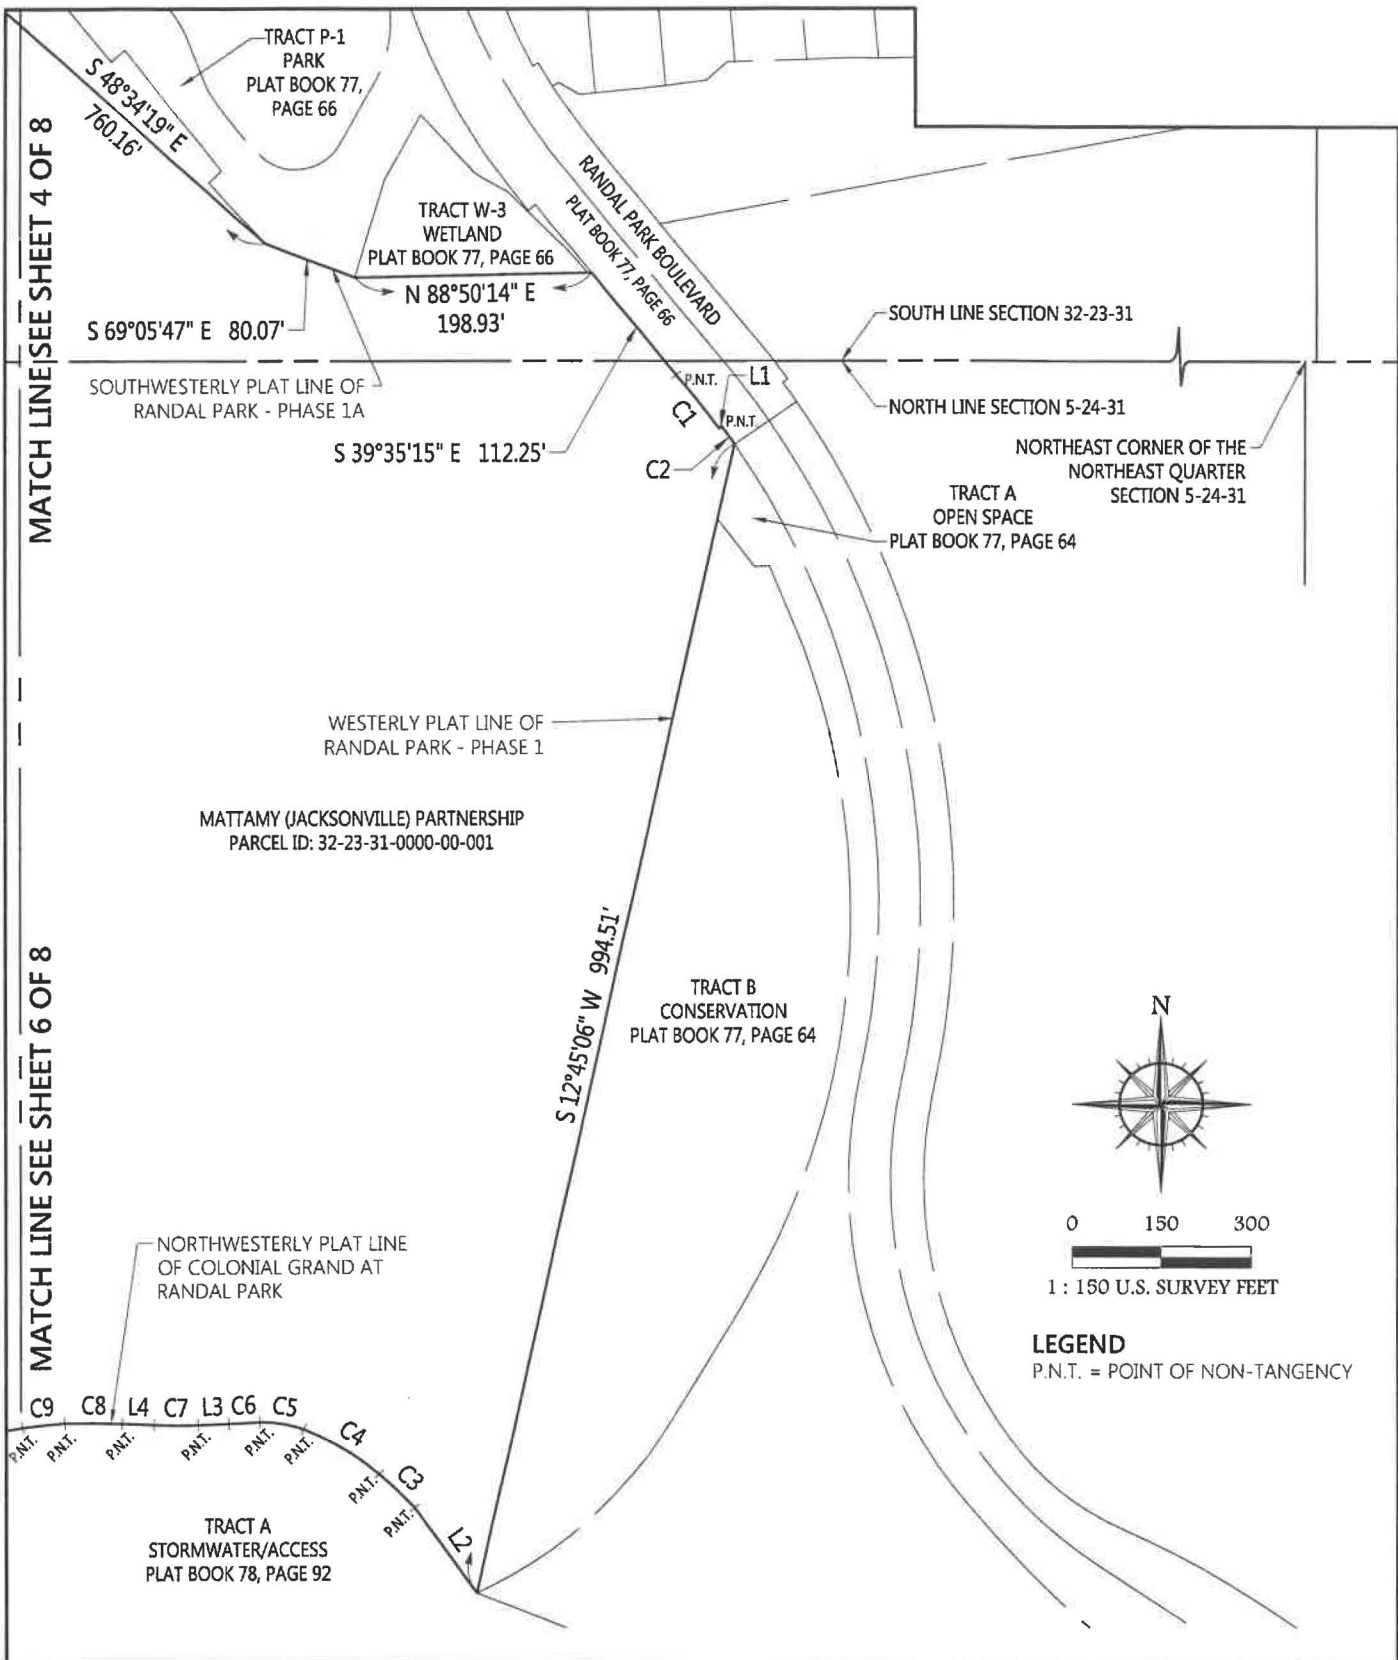 TRACT P-1
PARK
PLAT BOOK 77,
PAGE 66
S 48°34'19" E
760.16'
MATCH LINE SEE SHEET 4 OF 8
TRACT W-3
WETLAND
PLAT BOOK 77, PAGE 66
RANDAL PARK BOULEVARD
PLAT BOOK 77, PAGE 66
N 88°50'14" E
198.93'
S 69°05'47" E 80.07'
SOUTH LINE SECTION 32-23-31
SOUTHWESTERLY PLAT LINE OF
RANDAL PARK - PHASE 1A
P.N.T.
L1
C1
P.N.T.
NORTH LINE SECTION 5-24-31
S 39°35'15" E 112.25'
C2
NORTHEAST CORNER OF THE
NORTHEAST QUARTER
SECTION 5-24-31
TRACT A
OPEN SPACE
PLAT BOOK 77, PAGE 64
WESTERLY PLAT LINE OF
RANDAL PARK - PHASE 1
MATTAMY (JACKSONVILLE) PARTNERSHIP
PARCEL ID: 32-23-31-0000-00-001
S 12°45'06" W 994.51'
MATCH LINE SEE SHEET 6 OF 8
TRACT B
CONSERVATION
PLAT BOOK 77, PAGE 64
N
0 150 300
1 : 150 U.S. SURVEY FEET
LEGEND
P.N.T. = POINT OF NON-TANGENCY
NORTHWESTERLY PLAT LINE
OF COLONIAL GRAND AT
RANDAL PARK
C9 C8 L4 C7 L3 C6 C5
C4
C3
L2
P.N.T. P.N.T. P.N.T. P.N.T. P.N.T. P.N.T.
P.N.T.
P.N.T.
TRACT A
STORMWATER/ACCESS
PLAT BOOK 78, PAGE 92